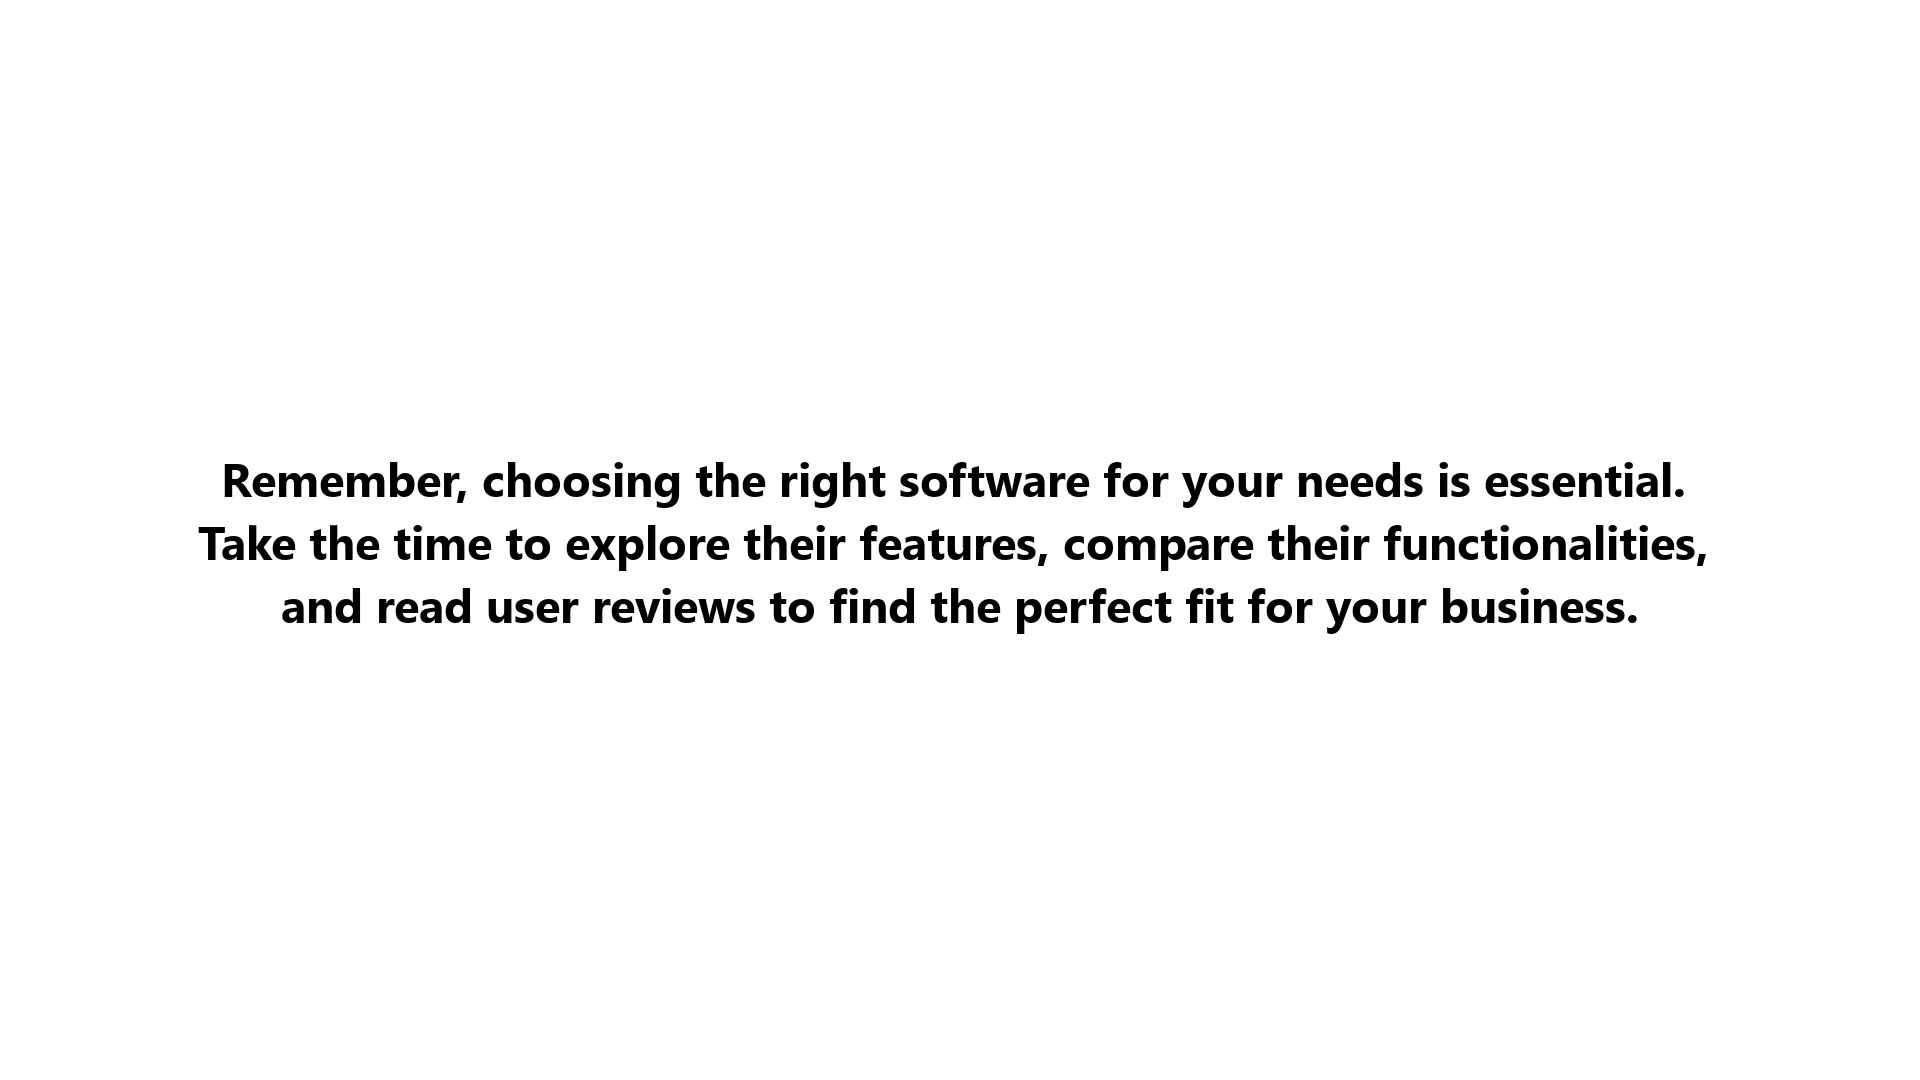 Remember, choosing the right software for your needs is essential.
Take the time to explore their features, compare their functionalities,
and read user reviews to find the perfect fit for your business.